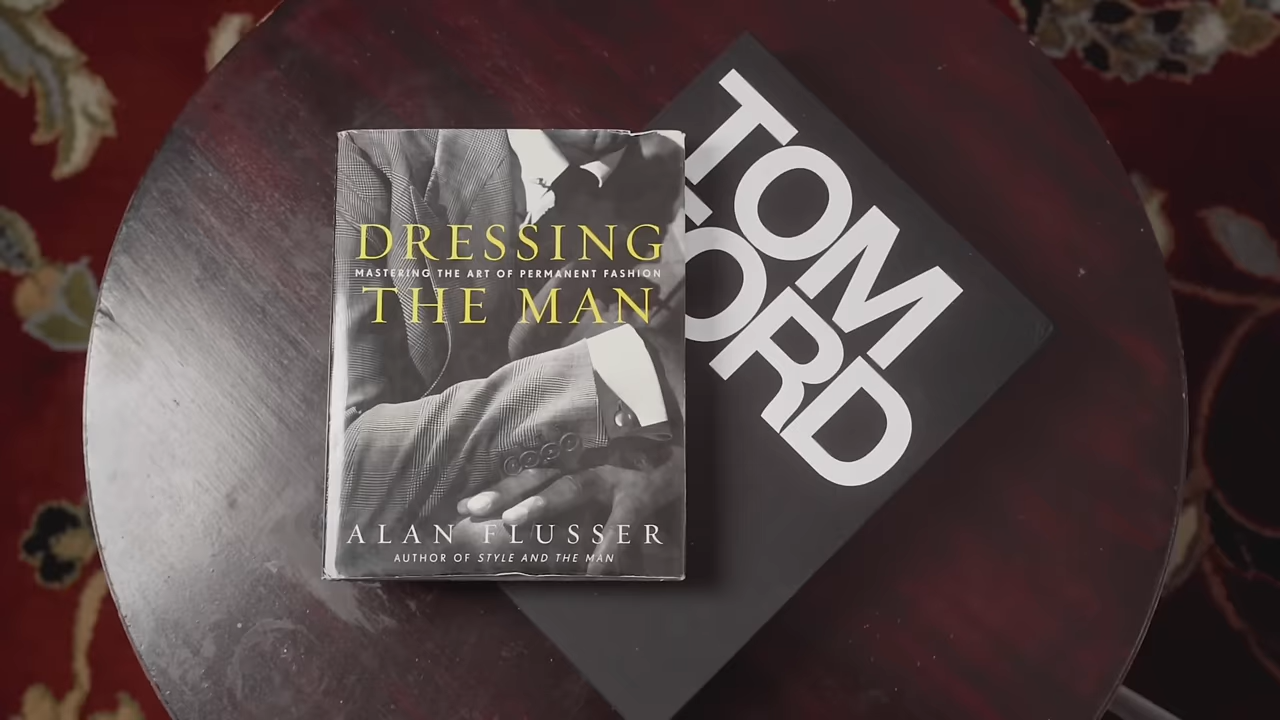 DRESSING
MASTERING THE ART OF PERMANENT FASHION
THE MAN
ALAN FLUSSER
AUTHOR OF STYLE AND THE MAN
TOM
FORD